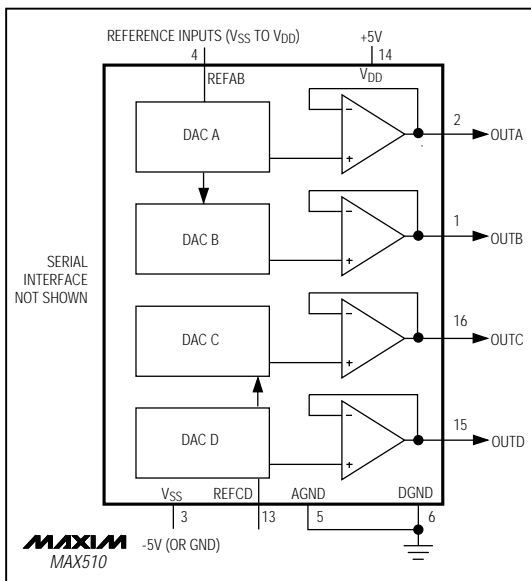 REFERENCE INPUTS (VSS TO VDD)
+5V
4
14
REFAB
VDD
DAC A
2
OUTA
DAC B
1
OUTB
SERIAL
INTERFACE
NOT SHOWN
DAC C
16
OUTC
DAC D
15
OUTD
VSS
REFCD
AGND
DGND
3
13
5
6
-5V (OR GND)
MAXIM
MAX510
− +
− +
− +
− +